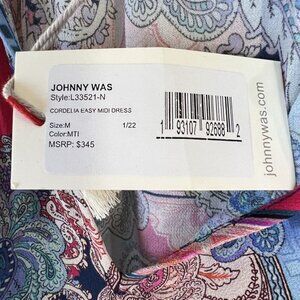 JOHNNY WAS
Style:L33521-N
CORDELIA EASY MIDI DRESS
Size:M 1/22
Color:MTI
MSRP: $345
1 93107 92688 2
johnnywas.com